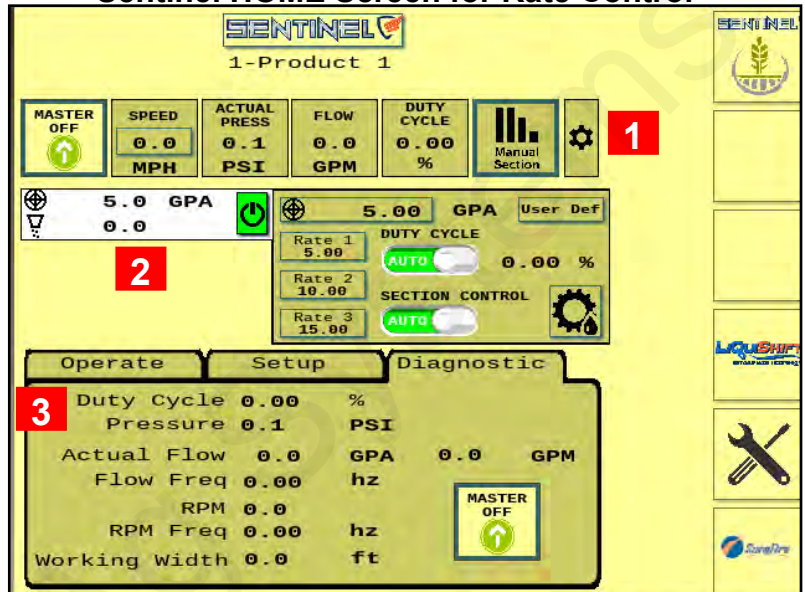 Sentinel HOME Screen for Rate Control
SENTINEL
1-Product 1
MASTER OFF
SPEED 0.0 MPH
ACTUAL PRESS 0.1 PSI
FLOW 0.0 GPM
DUTY CYCLE 0.00 %
Manual Section
1
5.0 GPA
0.0
2
5.00 GPA User Def
Rate 1 5.00
DUTY CYCLE
AUTO 0.00 %
Rate 2 10.00
SECTION CONTROL
Rate 3 15.00
AUTO
Operate Setup Diagnostic
3
Duty Cycle 0.00 %
Pressure 0.1 PSI
Actual Flow 0.0 GPA 0.0 GPM
Flow Freq 0.00 hz
RPM 0.0
RPM Freq 0.00 hz
Working Width 0.0 ft
MASTER OFF
SENTINEL
LiquiShift
SureFire